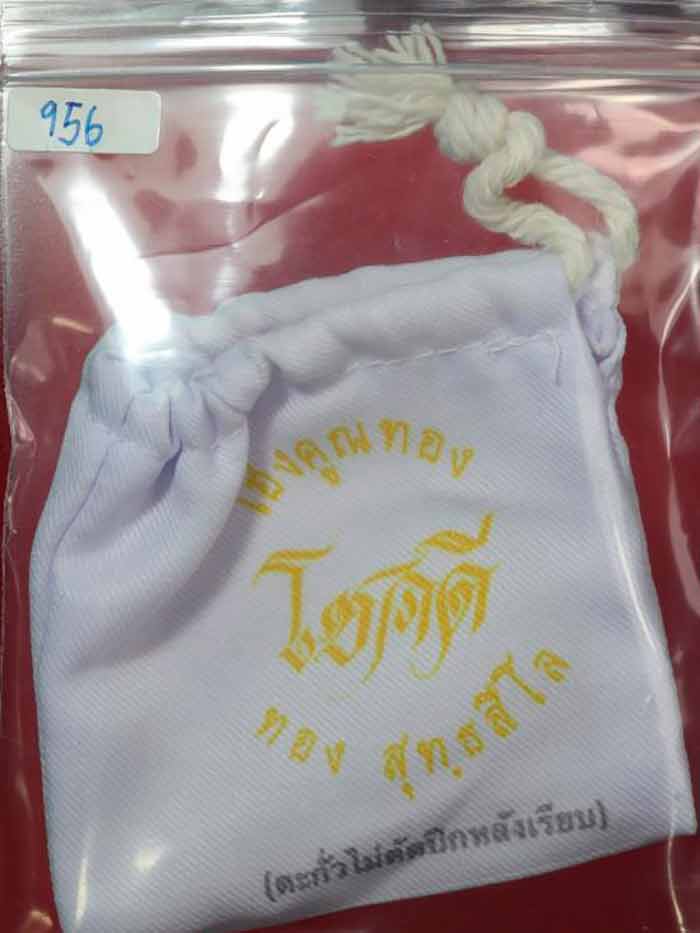 956
เฮงคูณทอง
โชคดี
ทอง สุทธสีโล
(ตะกั่วไม่ตัดปีกหลังเรียบ)